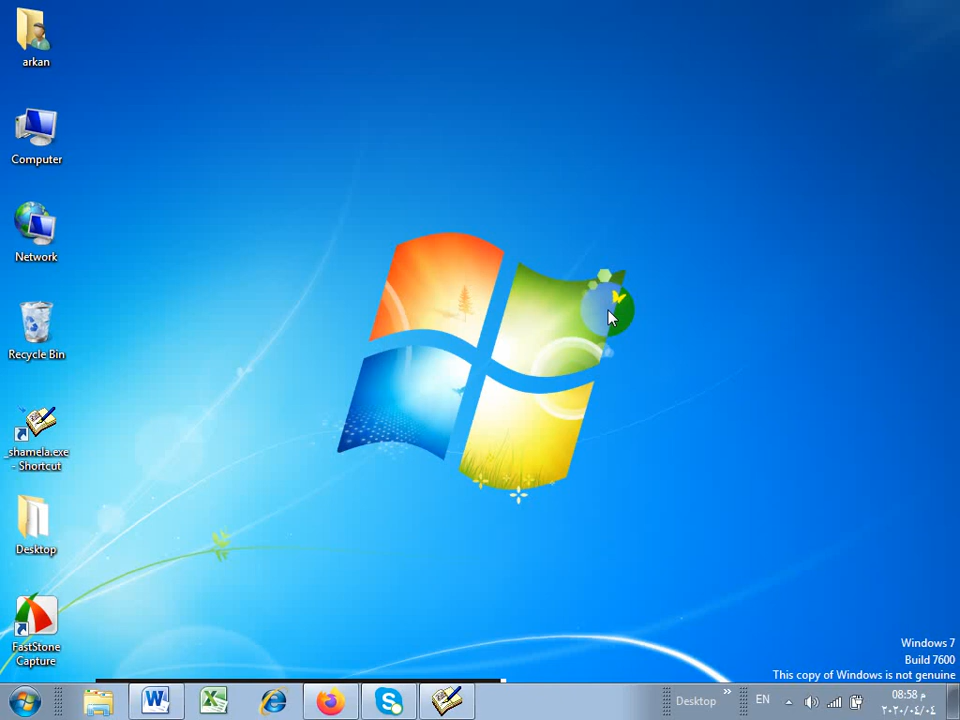 arkan
Computer
Network
Recycle Bin
_shamela.exe
- Shortcut
Desktop
FastStone
Capture
Windows 7
Build 7600
This copy of Windows is not genuine
Desktop
EN
08:58 م
٢٠٢٠/٠٤/٠٤